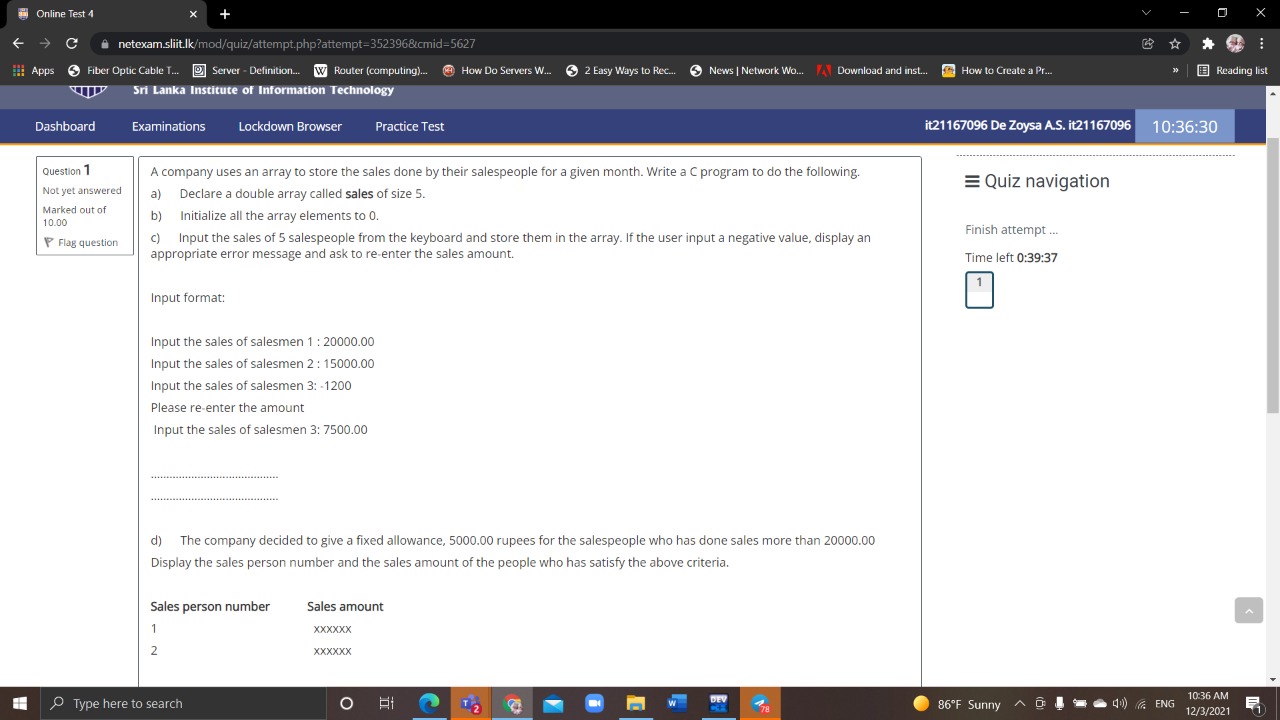 Online Test 4
netexam.sliit.lk/mod/quiz/attempt.php?attempt=352396&cmid=5627
Apps Fiber Optic Cable T... Server - Definition... Router (computing)... How Do Servers W... 2 Easy Ways to Rec... News | Network Wo... Download and inst... How to Create a Pr... » Reading list
Sri Lanka Institute of Information Technology
Dashboard Examinations Lockdown Browser Practice Test it21167096 De Zoysa A.S. it21167096 10:36:30
Question 1
Not yet answered
Marked out of
10.00
Flag question
A company uses an array to store the sales done by their salespeople for a given month. Write a C program to do the following.
a) Declare a double array called sales of size 5.
b) Initialize all the array elements to 0.
c) Input the sales of 5 salespeople from the keyboard and store them in the array. If the user input a negative value, display an
appropriate error message and ask to re-enter the sales amount.
Input format:
Input the sales of salesmen 1 : 20000.00
Input the sales of salesmen 2 : 15000.00
Input the sales of salesmen 3: -1200
Please re-enter the amount
Input the sales of salesmen 3: 7500.00
.........................................
.........................................
d) The company decided to give a fixed allowance, 5000.00 rupees for the salespeople who has done sales more than 20000.00
Display the sales person number and the sales amount of the people who has satisfy the above criteria.
Sales person number Sales amount
1 xxxxxx
2 xxxxxx
Quiz navigation
Finish attempt ...
Time left 0:39:37
1
Type here to search
2
W
DEV
78
86°F Sunny
ENG
10:36 AM
12/3/2021
1